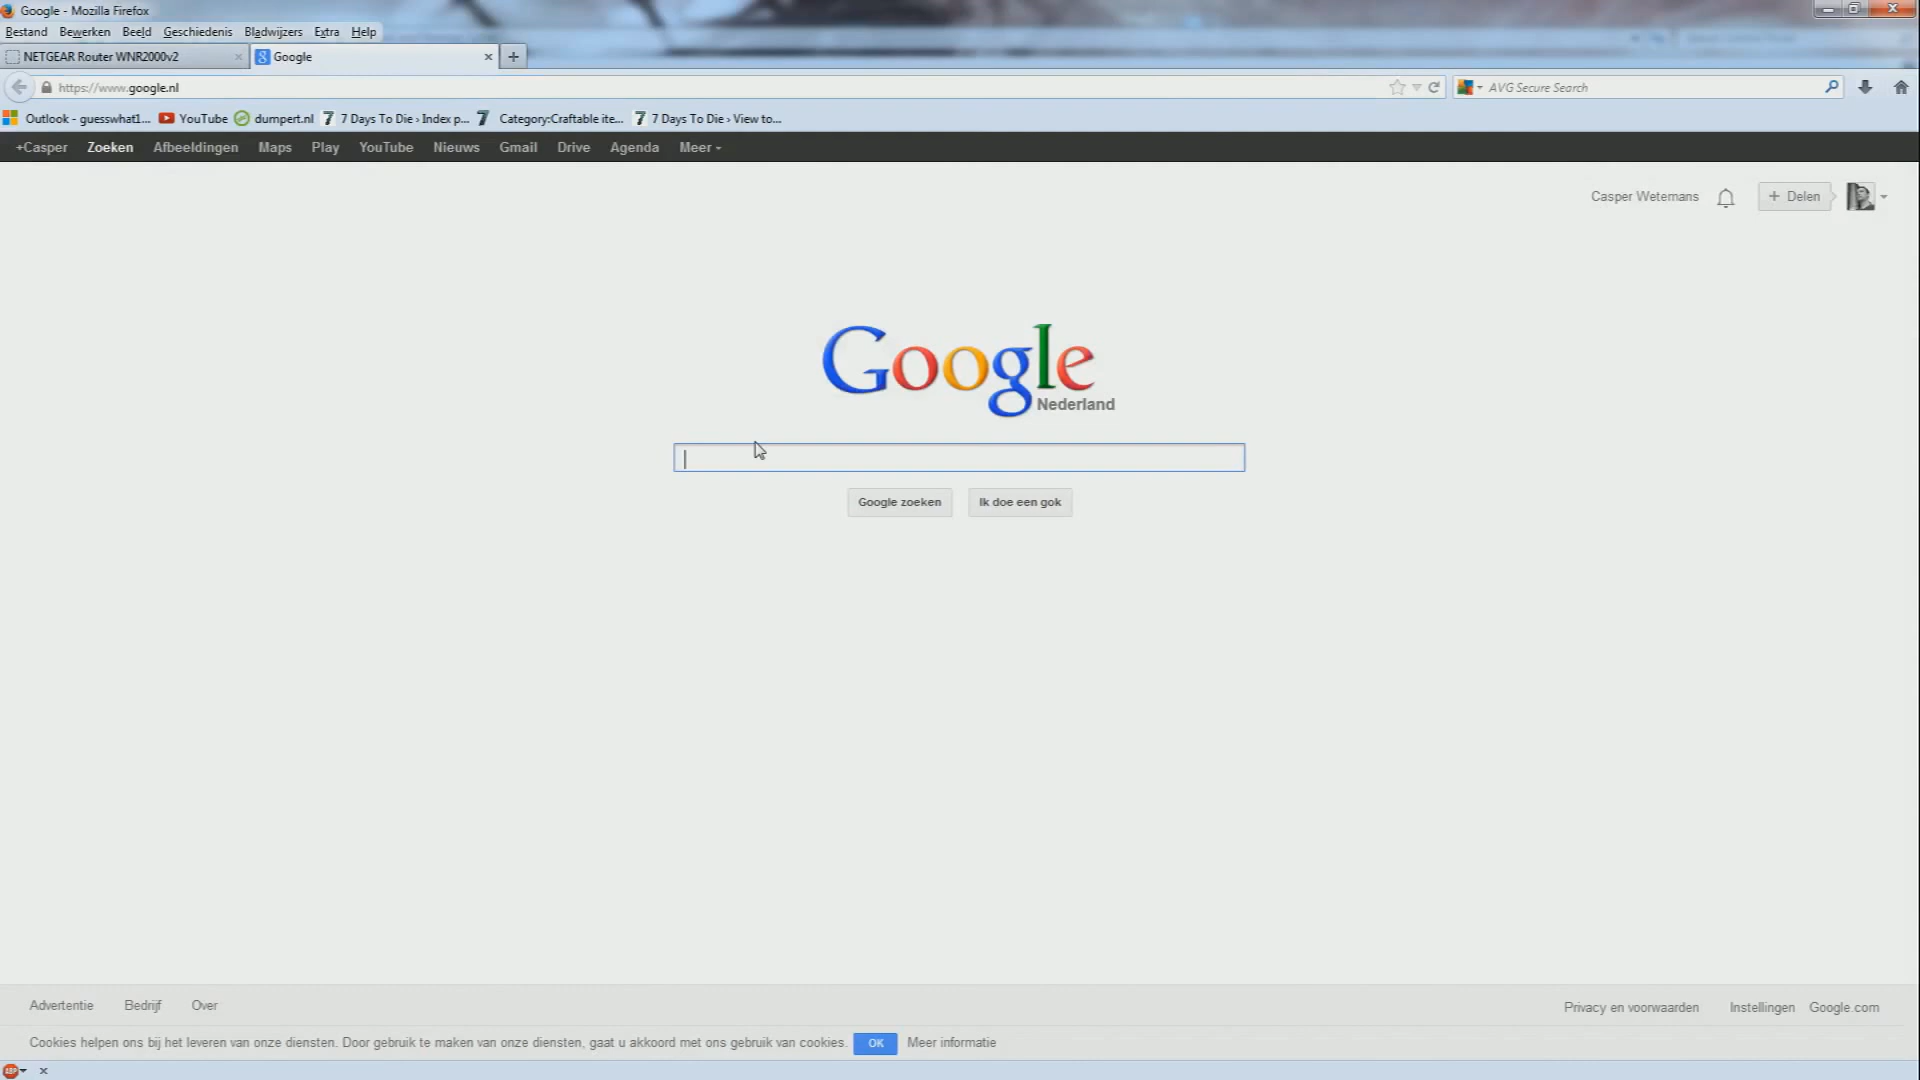 Google - Mozilla Firefox
Bestand Bewerken Beeld Geschiedenis Bladwijzers Extra Help
NETGEAR Router WNR2000v2 Google
https://www.google.nl AVG Secure Search
Outlook - guesswhat1... YouTube dumpert.nl 7 Days To Die › Index p... Category:Craftable ite... 7 Days To Die › View to...
+Casper Zoeken Afbeeldingen Maps Play YouTube Nieuws Gmail Drive Agenda Meer
Casper Wetemans + Delen
Google
Nederland
Google zoeken Ik doe een gok
Advertentie Bedrijf Over Privacy en voorwaarden Instellingen Google.com
Cookies helpen ons bij het leveren van onze diensten. Door gebruik te maken van onze diensten, gaat u akkoord met ons gebruik van cookies. OK Meer informatie
ABP